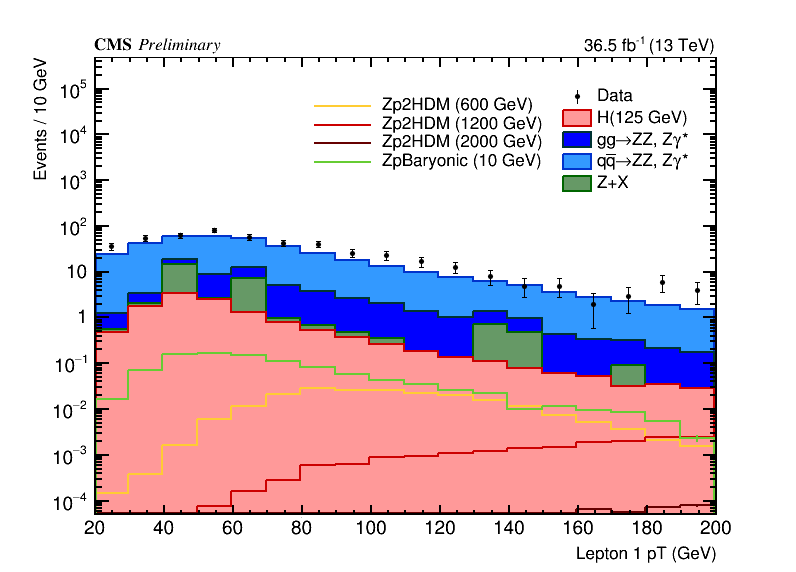 CMS Preliminary
36.5 fb⁻¹ (13 TeV)
Events / 10 GeV
10⁵
10⁴
10³
10²
10
1
10⁻¹
10⁻²
10⁻³
10⁻⁴
Zp2HDM (600 GeV)
Zp2HDM (1200 GeV)
Zp2HDM (2000 GeV)
ZpBaryonic (10 GeV)
Data
H(125 GeV)
gg→ZZ, Zγ*
qq̅→ZZ, Zγ*
Z+X
20 40 60 80 100 120 140 160 180 200
Lepton 1 pT (GeV)